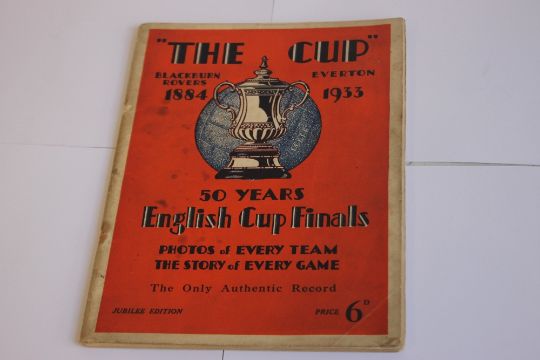 "THE CUP"
BLACKBURN ROVERS
1884
EVERTON
1933
50 YEARS
English Cup Finals
PHOTOS of EVERY TEAM
THE STORY of EVERY GAME
The Only Authentic Record
JUBILEE EDITION
PRICE 6D